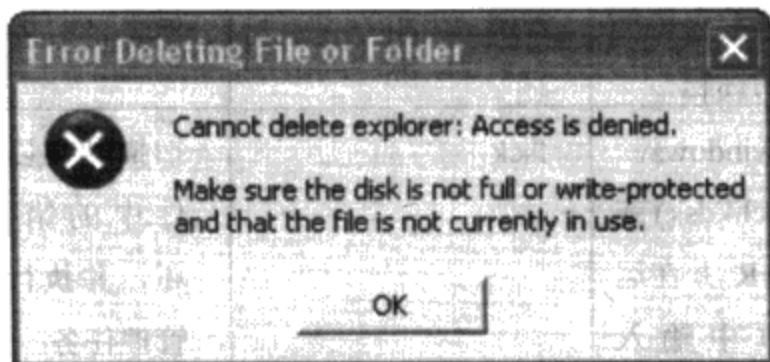 Error Deleting File or Folder
Cannot delete explorer: Access is denied.
Make sure the disk is not full or write-protected
and that the file is not currently in use.
OK